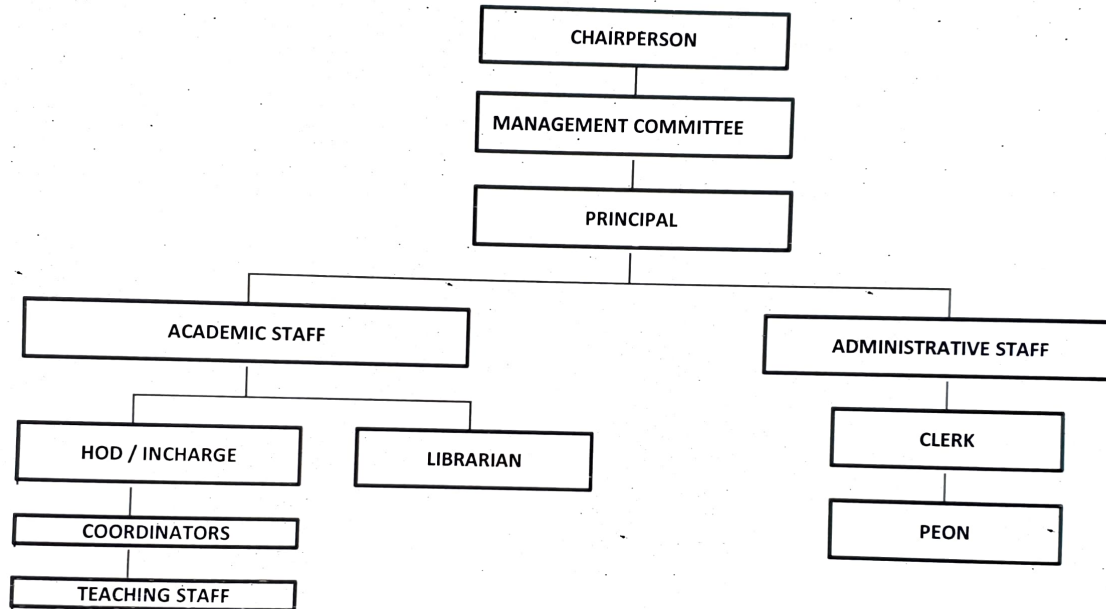 CHAIRPERSON
MANAGEMENT COMMITTEE
PRINCIPAL
ACADEMIC STAFF
ADMINISTRATIVE STAFF
HOD / INCHARGE
LIBRARIAN
CLERK
COORDINATORS
PEON
TEACHING STAFF